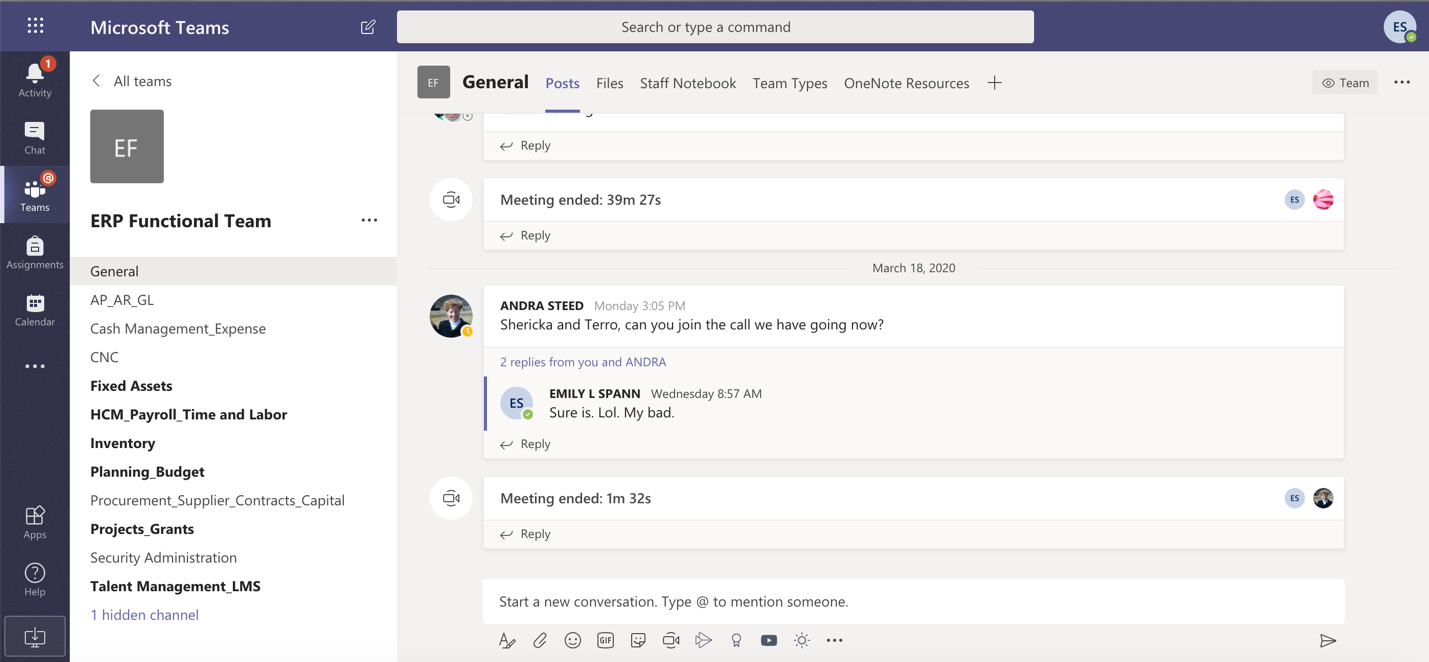 Microsoft Teams
Search or type a command
ES
1
Activity
Chat
@
Teams
Assignments
Calendar
Apps
Help
All teams
EF
ERP Functional Team
General
AP_AR_GL
Cash Management_Expense
CNC
Fixed Assets
HCM_Payroll_Time and Labor
Inventory
Planning_Budget
Procurement_Supplier_Contracts_Capital
Projects_Grants
Security Administration
Talent Management_LMS
1 hidden channel
EF General Posts Files Staff Notebook Team Types OneNote Resources Team
Reply
Meeting ended: 39m 27s ES
Reply
March 18, 2020
ANDRA STEED Monday 3:05 PM
Shericka and Terro, can you join the call we have going now?
2 replies from you and ANDRA
ES EMILY L SPANN Wednesday 8:57 AM
Sure is. Lol. My bad.
Reply
Meeting ended: 1m 32s ES
Reply
Start a new conversation. Type @ to mention someone.
GIF